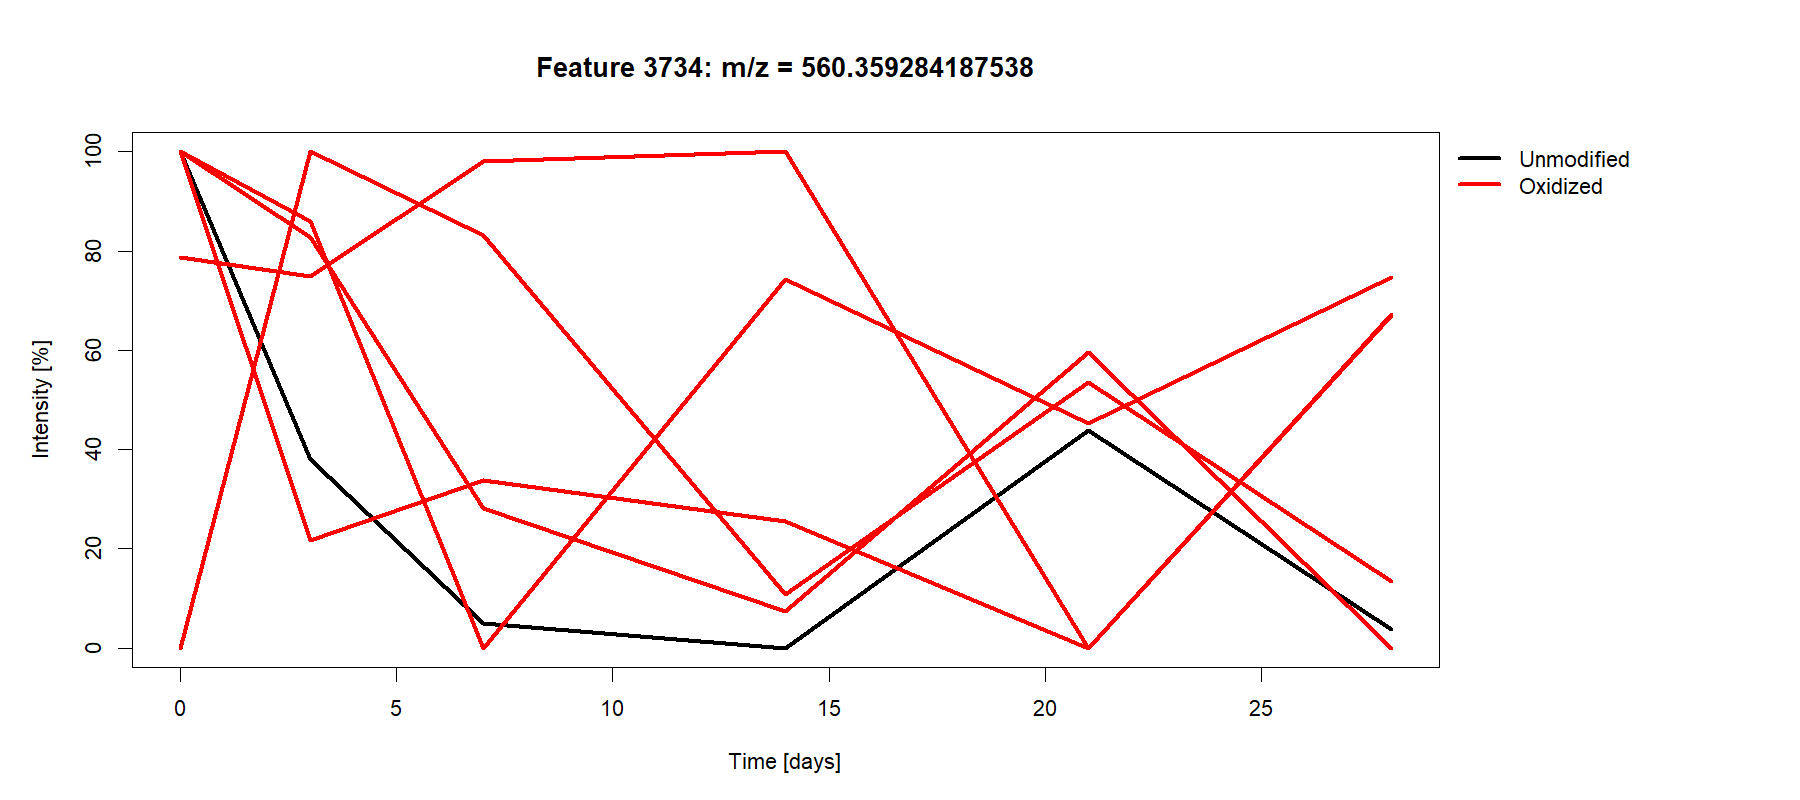 Feature 3734: m/z = 560.359284187538
Unmodified
Oxidized
Intensity [%]
100
80
60
40
20
0
0 5 10 15 20 25
Time [days]